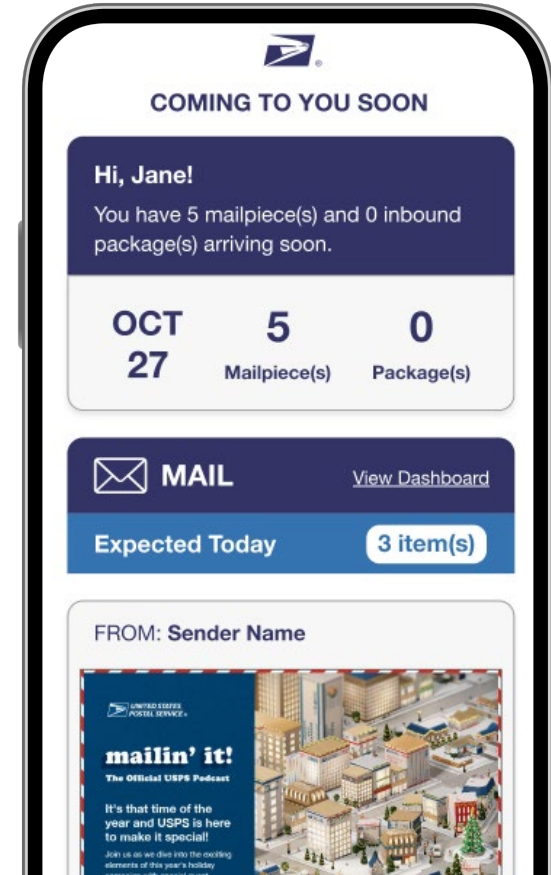 COMING TO YOU SOON
Hi, Jane!
You have 5 mailpiece(s) and 0 inbound
package(s) arriving soon.
OCT
27
5
Mailpiece(s)
0
Package(s)
MAIL
View Dashboard
Expected Today
3 item(s)
FROM: Sender Name
UNITED STATES
POSTAL SERVICE
mailin' it!
The Official USPS Podcast
It's that time of the
year and USPS is here
to make it special!
Join us as we dive into the exciting
elements of this year's holiday